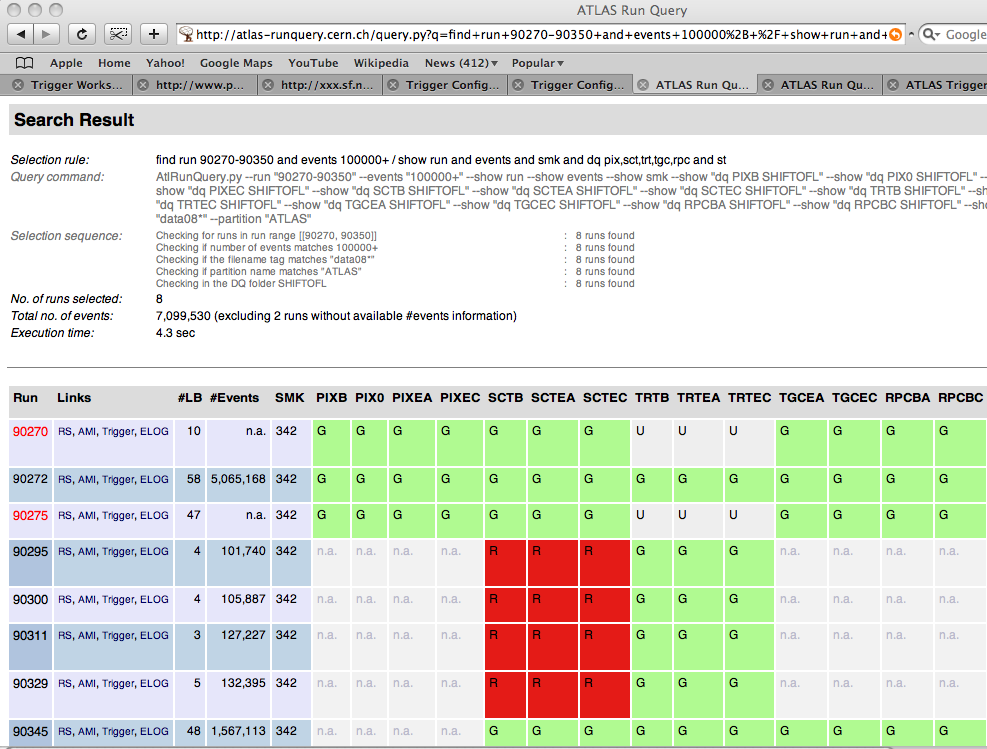 ATLAS Run Query
http://atlas-runquery.cern.ch/query.py?q=find+run+90270-90350+and+events+100000%2B+%2F+show+run+and+ Google
Apple Home Yahoo! Google Maps YouTube Wikipedia News (412) Popular
Trigger Works... http://www.p... http://xxx.sf.n... Trigger Config... Trigger Config... ATLAS Run Qu... ATLAS Run Qu... ATLAS Trigger
Search Result
Selection rule: find run 90270-90350 and events 100000+ / show run and events and smk and dq pix,sct,trt,tgc,rpc and st
Query command: AtlRunQuery.py --run "90270-90350" --events "100000+" --show run --show events --show smk --show "dq PIXB SHIFTOFL" --show "dq PIX0 SHIFTOFL" --
show "dq PIXEC SHIFTOFL" --show "dq SCTB SHIFTOFL" --show "dq SCTEA SHIFTOFL" --show "dq SCTEC SHIFTOFL" --show "dq TRTB SHIFTOFL" --sh
"dq TRTEC SHIFTOFL" --show "dq TGCEA SHIFTOFL" --show "dq TGCEC SHIFTOFL" --show "dq RPCBA SHIFTOFL" --show "dq RPCBC SHIFTOFL" --sho
"data08*" --partition "ATLAS"
Selection sequence: Checking for runs in run range [[90270, 90350]] : 8 runs found
Checking if number of events matches 100000+ : 8 runs found
Checking if the filename tag matches "data08*" : 8 runs found
Checking if partition name matches "ATLAS" : 8 runs found
Checking in the DQ folder SHIFTOFL : 8 runs found
No. of runs selected: 8
Total no. of events: 7,099,530 (excluding 2 runs without available #events information)
Execution time: 4.3 sec
Run Links #LB #Events SMK PIXB PIX0 PIXEA PIXEC SCTB SCTEA SCTEC TRTB TRTEA TRTEC TGCEA TGCEC RPCBA RPCBC
90270 RS, AMI, Trigger, ELOG 10 n.a. 342 G G G G G G G U U U G G G G
90272 RS, AMI, Trigger, ELOG 58 5,065,168 342 G G G G G G G G G G G G G G
90275 RS, AMI, Trigger, ELOG 47 n.a. 342 G G G G G G G U U U G G G G
90295 RS, AMI, Trigger, ELOG 4 101,740 342 n.a. n.a. n.a. n.a. R R R G G G n.a. n.a. n.a. n.a.
90300 RS, AMI, Trigger, ELOG 4 105,887 342 n.a. n.a. n.a. n.a. R R R G G G n.a. n.a. n.a. n.a.
90311 RS, AMI, Trigger, ELOG 3 127,227 342 n.a. n.a. n.a. n.a. R R R G G G n.a. n.a. n.a. n.a.
90329 RS, AMI, Trigger, ELOG 5 132,395 342 n.a. n.a. n.a. n.a. R R R G G G n.a. n.a. n.a. n.a.
90345 RS, AMI, Trigger, ELOG 48 1,567,113 342 G G G G G G G G G G G G G G